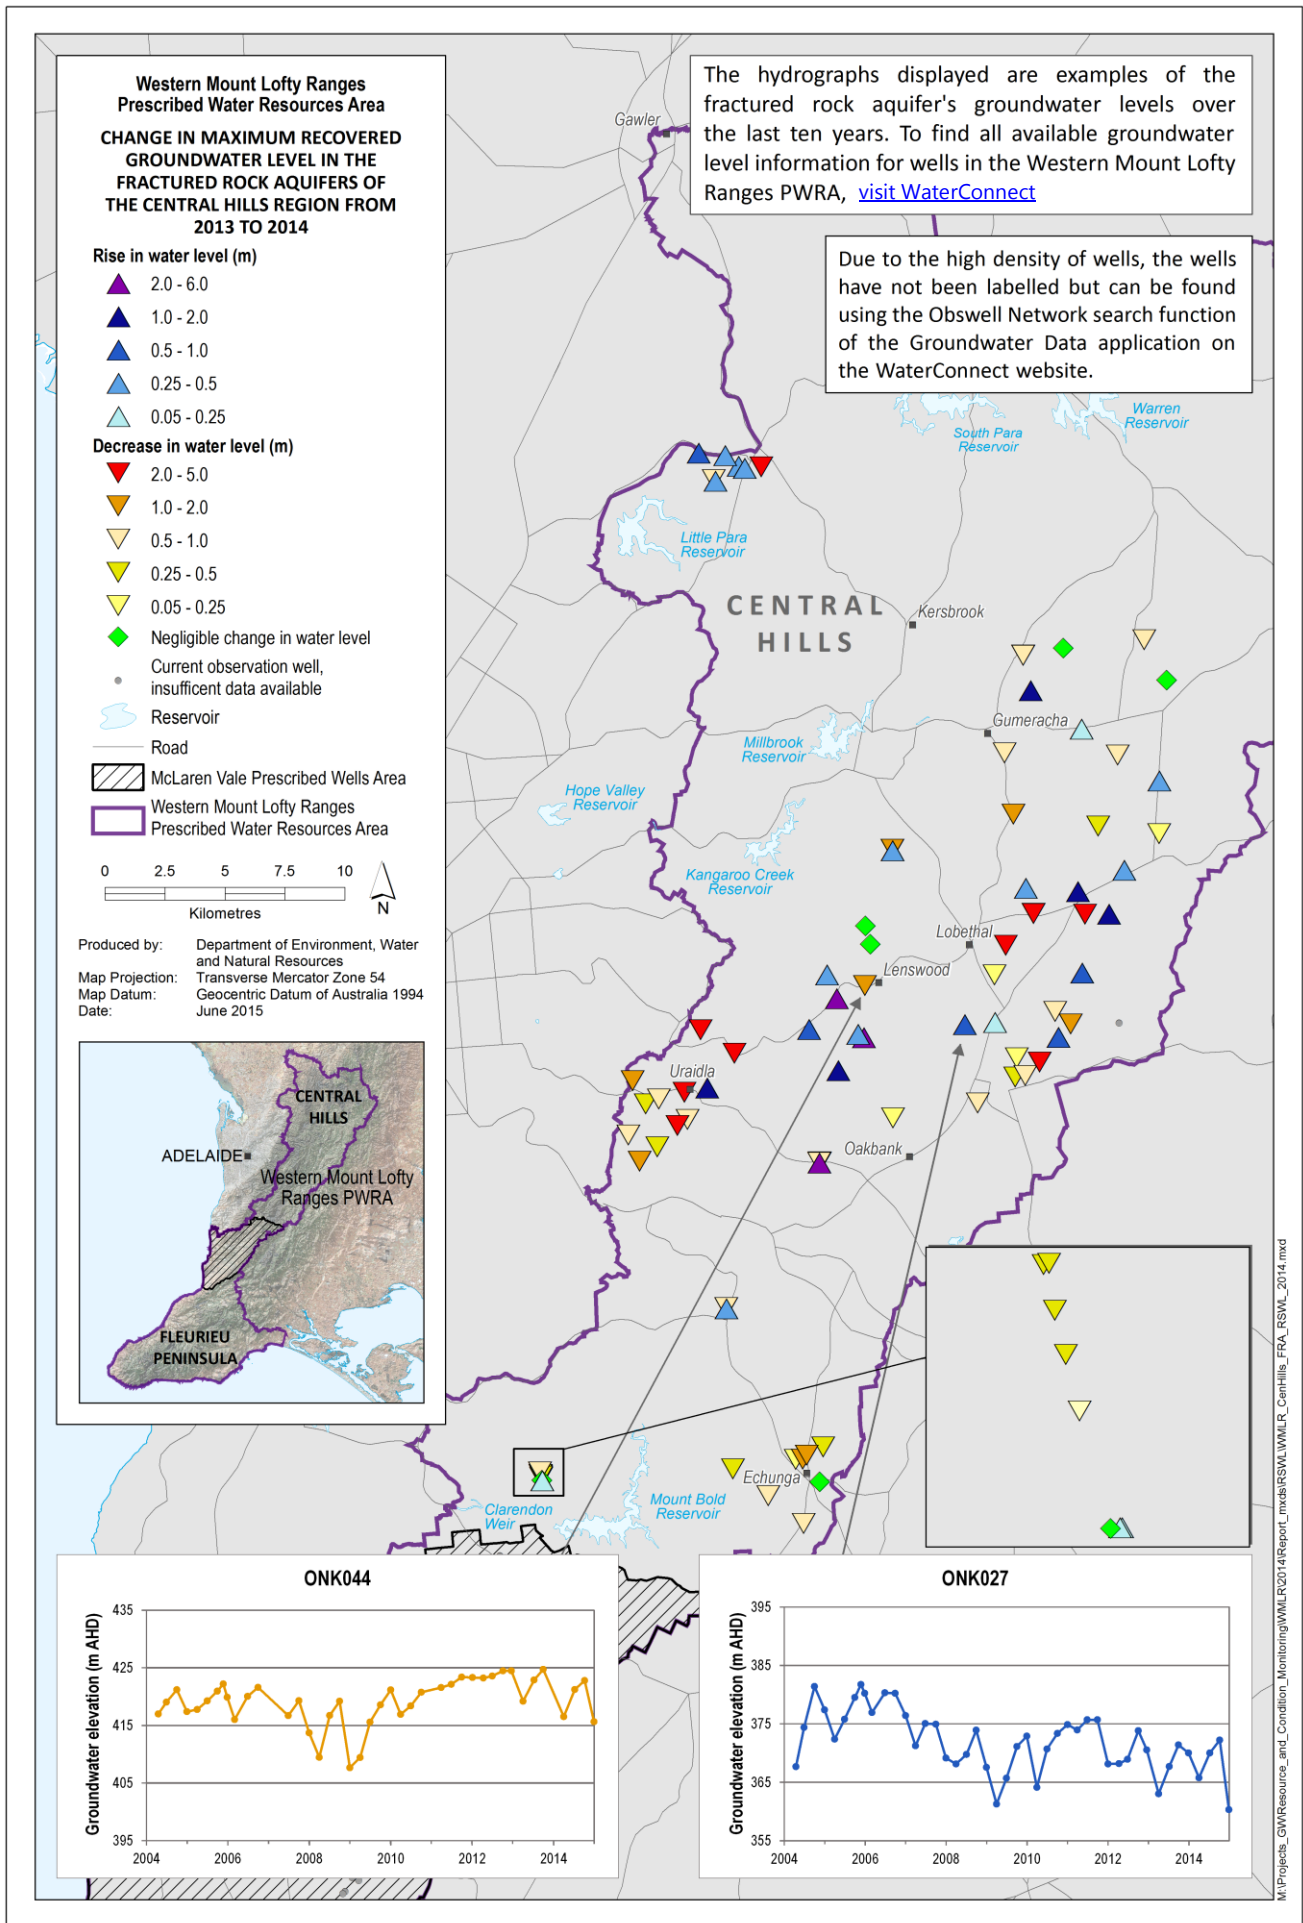 Western Mount Lofty Ranges
Prescribed Water Resources Area
CHANGE IN MAXIMUM RECOVERED
GROUNDWATER LEVEL IN THE
FRACTURED ROCK AQUIFERS OF
THE CENTRAL HILLS REGION FROM
2013 TO 2014
Rise in water level (m)
2.0 - 6.0
1.0 - 2.0
0.5 - 1.0
0.25 - 0.5
0.05 - 0.25
Decrease in water level (m)
2.0 - 5.0
1.0 - 2.0
0.5 - 1.0
0.25 - 0.5
0.05 - 0.25
Negligible change in water level
Current observation well,
insufficent data available
Reservoir
Road
McLaren Vale Prescribed Wells Area
Western Mount Lofty Ranges
Prescribed Water Resources Area
0 2.5 5 7.5 10
Kilometres
N
Produced by: Department of Environment, Water
and Natural Resources
Map Projection: Transverse Mercator Zone 54
Map Datum: Geocentric Datum of Australia 1994
Date: June 2015
CENTRAL
HILLS
ADELAIDE
Western Mount Lofty
Ranges PWRA
FLEURIEU
PENINSULA
The hydrographs displayed are examples of the
fractured rock aquifer's groundwater levels over
the last ten years. To find all available groundwater
level information for wells in the Western Mount Lofty
Ranges PWRA, visit WaterConnect
Due to the high density of wells, the wells
have not been labelled but can be found
using the Obswell Network search function
of the Groundwater Data application on
the WaterConnect website.
Gawler
Warren
Reservoir
South Para
Reservoir
Little Para
Reservoir
CENTRAL
HILLS
Kersbrook
Gumeracha
Millbrook
Reservoir
Hope Valley
Reservoir
Kangaroo Creek
Reservoir
Lobethal
Lenswood
Uraidla
Oakbank
Echunga
Mount Bold
Reservoir
Clarendon
Weir
ONK044
Groundwater elevation (m AHD)
435
425
415
405
395
2004 2006 2008 2010 2012 2014
ONK027
Groundwater elevation (m AHD)
395
385
375
365
355
2004 2006 2008 2010 2012 2014
M:\Projects_GW\Resource_and_Condition_Monitoring\WMLR\2014\Report_mxds\RSWL\WMLR_CenHills_FRA_RSWL_2014.mxd